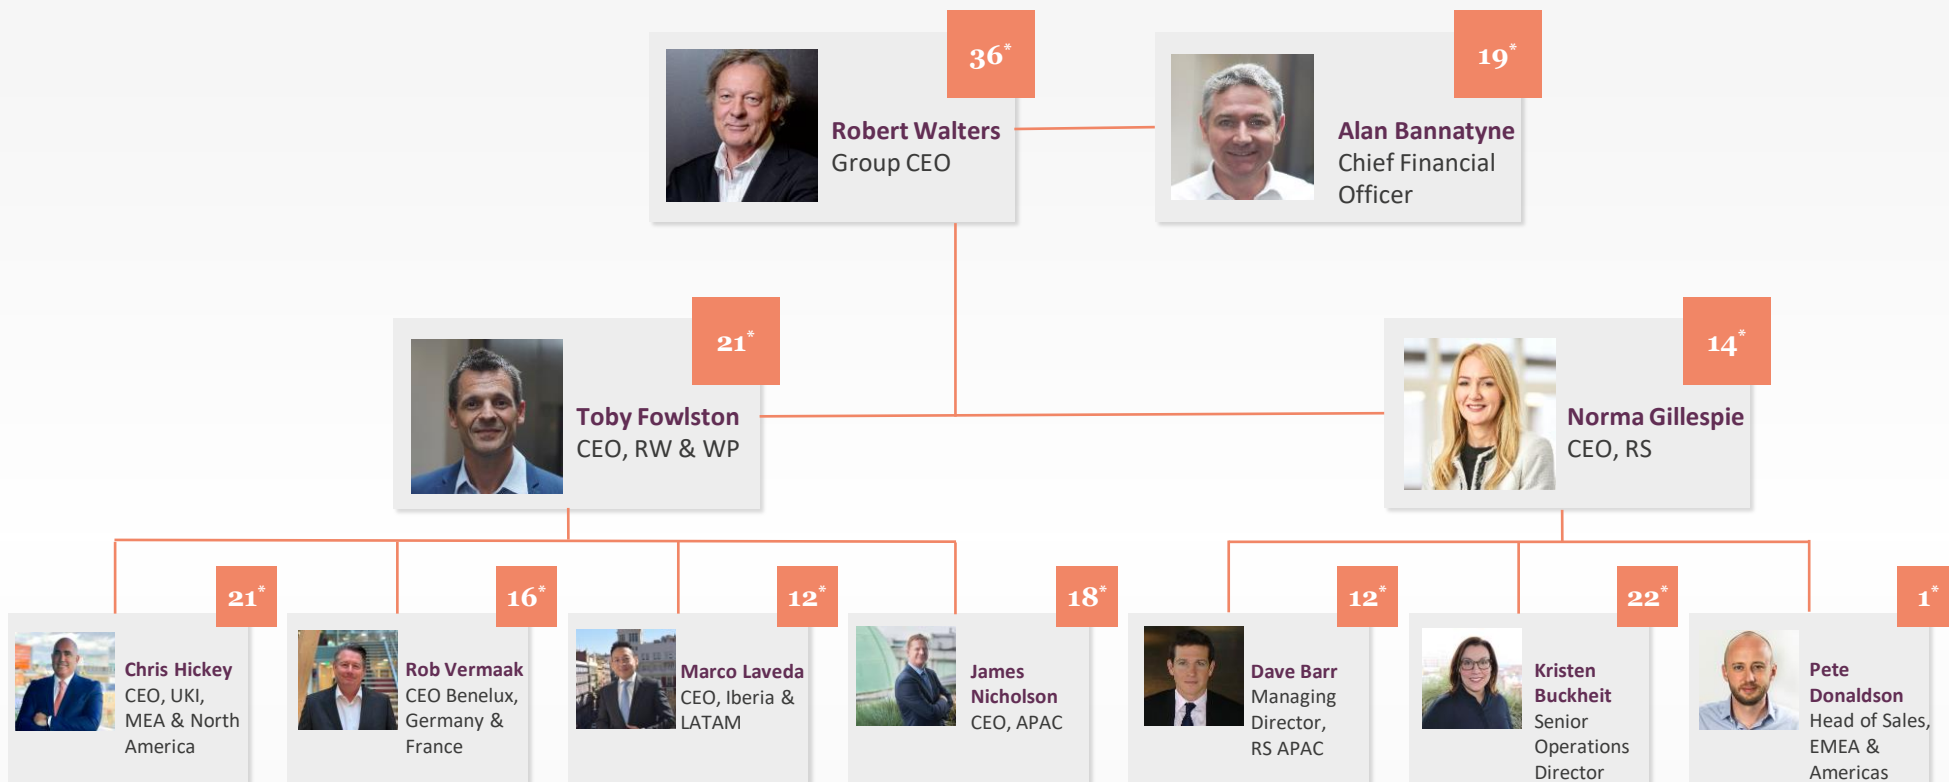 36*
Robert Walters
Group CEO
19*
Alan Bannatyne
Chief Financial
Officer
21*
Toby Fowlston
CEO, RW & WP
14*
Norma Gillespie
CEO, RS
21*
Chris Hickey
CEO, UKI,
MEA & North
America
16*
Rob Vermaak
CEO Benelux,
Germany &
France
12*
Marco Laveda
CEO, Iberia &
LATAM
18*
James
Nicholson
CEO, APAC
12*
Dave Barr
Managing
Director,
RS APAC
22*
Kristen
Buckheit
Senior
Operations
Director
1*
Pete
Donaldson
Head of Sales,
EMEA &
Americas